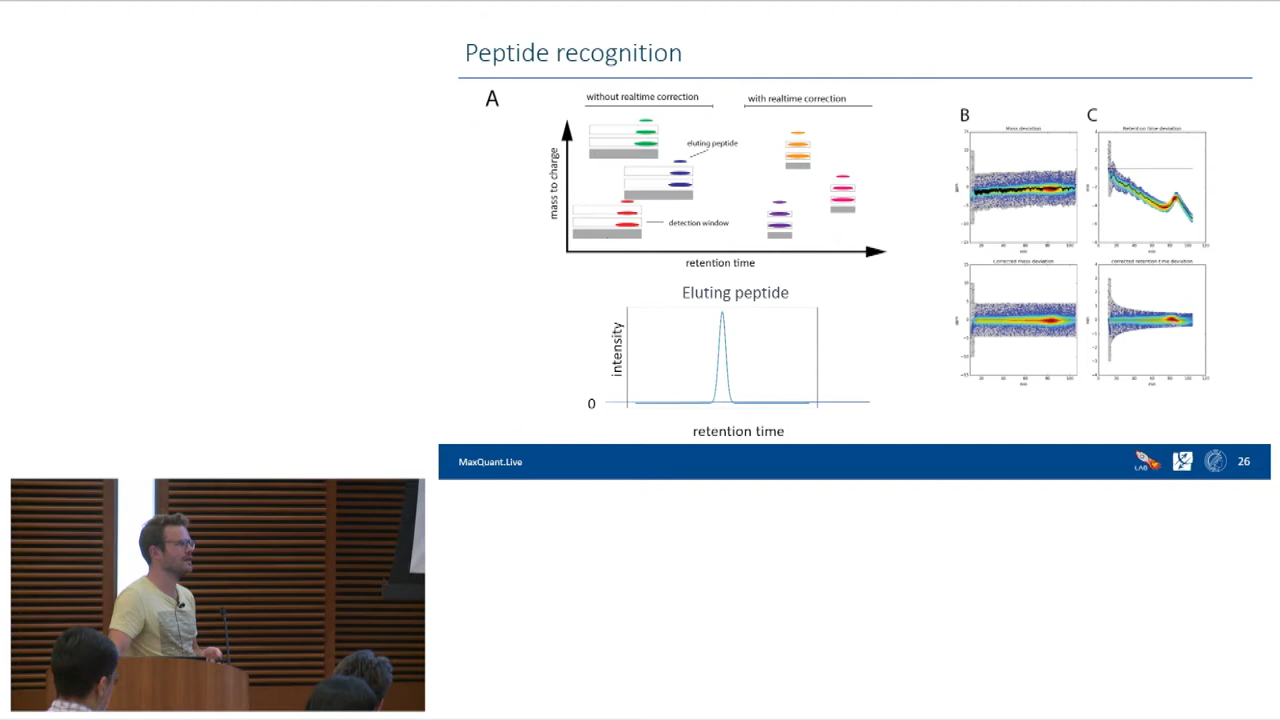 Peptide recognition
A
without realtime correction
with realtime correction
eluting peptide
detection window
mass to charge
retention time
Eluting peptide
intensity
0
retention time
B
C
Mass deviation
Retention time deviation
Corrected mass deviation
corrected retention time deviation
MaxQuant.Live
LAB
26